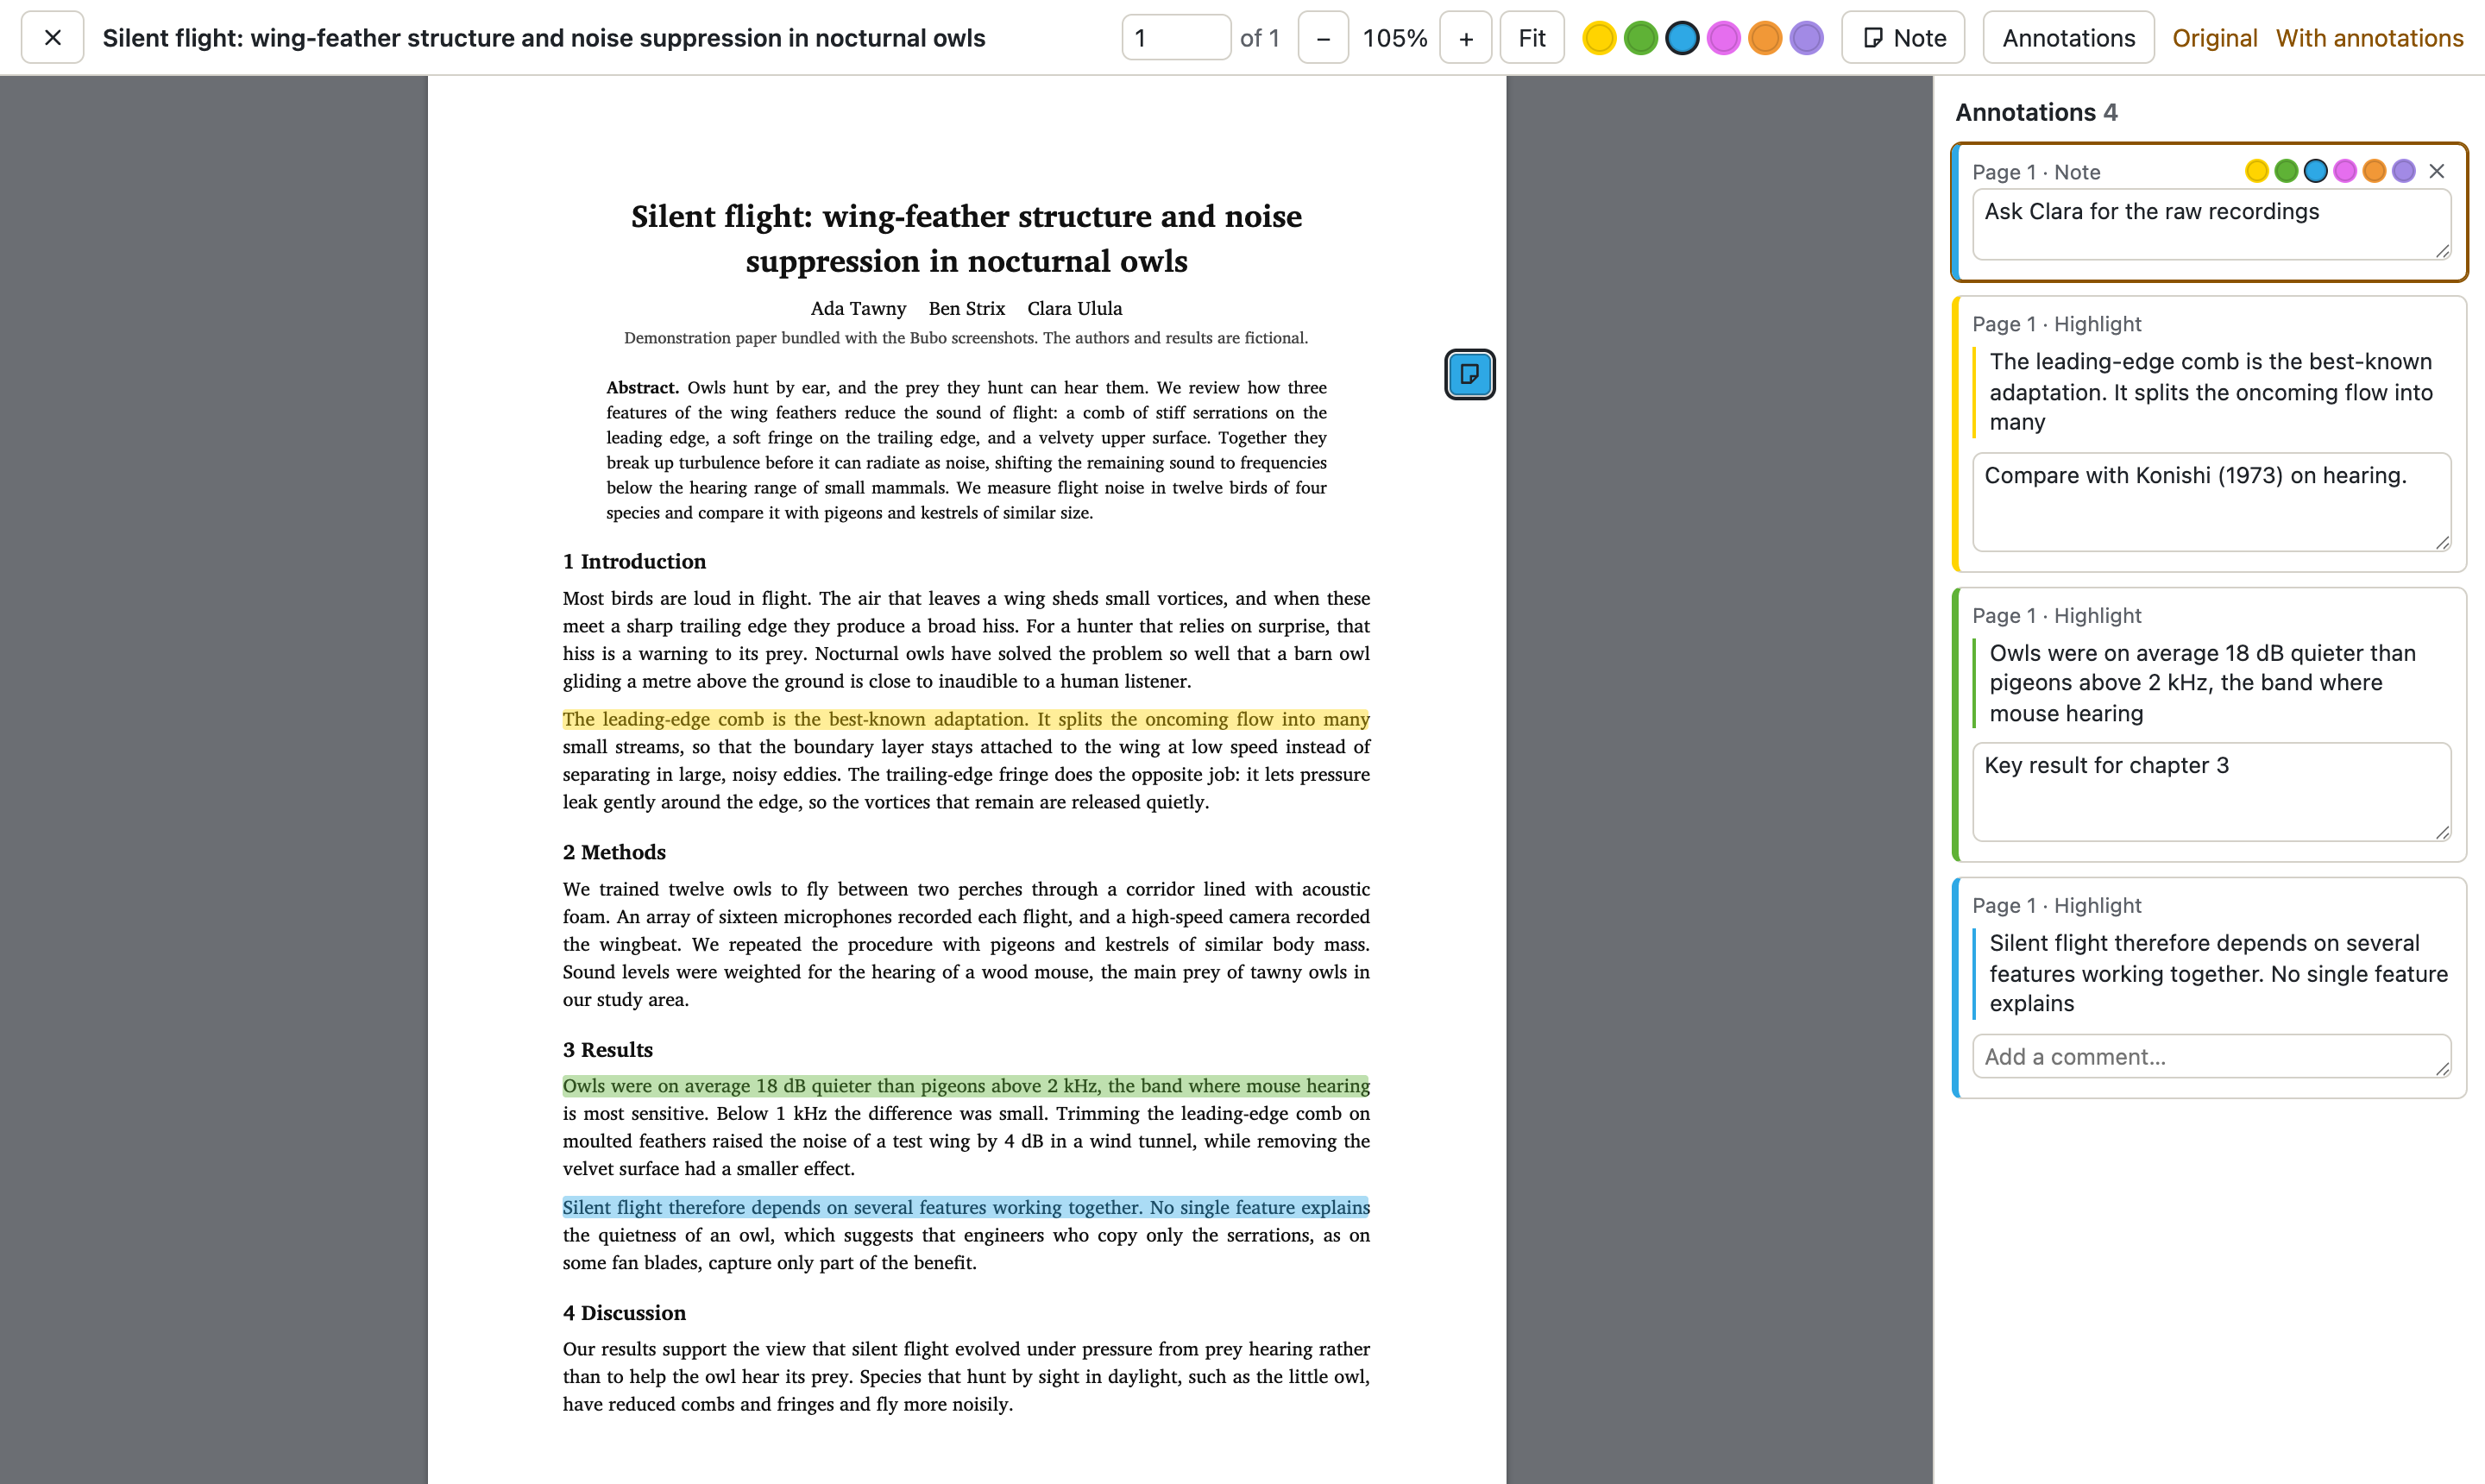 Silent flight: wing-feather structure and noise suppression in nocturnal owls
1 of 1 − 105% + Fit Note Annotations Original With annotations
Silent flight: wing-feather structure and noise
suppression in nocturnal owls
Ada Tawny Ben Strix Clara Ulula
Demonstration paper bundled with the Bubo screenshots. The authors and results are fictional.
Abstract. Owls hunt by ear, and the prey they hunt can hear them. We review how three
features of the wing feathers reduce the sound of flight: a comb of stiff serrations on the
leading edge, a soft fringe on the trailing edge, and a velvety upper surface. Together they
break up turbulence before it can radiate as noise, shifting the remaining sound to frequencies
below the hearing range of small mammals. We measure flight noise in twelve birds of four
species and compare it with pigeons and kestrels of similar size.
1 Introduction
Most birds are loud in flight. The air that leaves a wing sheds small vortices, and when these
meet a sharp trailing edge they produce a broad hiss. For a hunter that relies on surprise, that
hiss is a warning to its prey. Nocturnal owls have solved the problem so well that a barn owl
gliding a metre above the ground is close to inaudible to a human listener.
The leading-edge comb is the best-known adaptation. It splits the oncoming flow into many
small streams, so that the boundary layer stays attached to the wing at low speed instead of
separating in large, noisy eddies. The trailing-edge fringe does the opposite job: it lets pressure
leak gently around the edge, so the vortices that remain are released quietly.
2 Methods
We trained twelve owls to fly between two perches through a corridor lined with acoustic
foam. An array of sixteen microphones recorded each flight, and a high-speed camera recorded
the wingbeat. We repeated the procedure with pigeons and kestrels of similar body mass.
Sound levels were weighted for the hearing of a wood mouse, the main prey of tawny owls in
our study area.
3 Results
Owls were on average 18 dB quieter than pigeons above 2 kHz, the band where mouse hearing
is most sensitive. Below 1 kHz the difference was small. Trimming the leading-edge comb on
moulted feathers raised the noise of a test wing by 4 dB in a wind tunnel, while removing the
velvet surface had a smaller effect.
Silent flight therefore depends on several features working together. No single feature explains
the quietness of an owl, which suggests that engineers who copy only the serrations, as on
some fan blades, capture only part of the benefit.
4 Discussion
Our results support the view that silent flight evolved under pressure from prey hearing rather
than to help the owl hear its prey. Species that hunt by sight in daylight, such as the little owl,
have reduced combs and fringes and fly more noisily.
Annotations 4
Page 1 · Note
Ask Clara for the raw recordings
Page 1 · Highlight
The leading-edge comb is the best-known
adaptation. It splits the oncoming flow into
many
Compare with Konishi (1973) on hearing.
Page 1 · Highlight
Owls were on average 18 dB quieter than
pigeons above 2 kHz, the band where
mouse hearing
Key result for chapter 3
Page 1 · Highlight
Silent flight therefore depends on several
features working together. No single feature
explains
Add a comment...